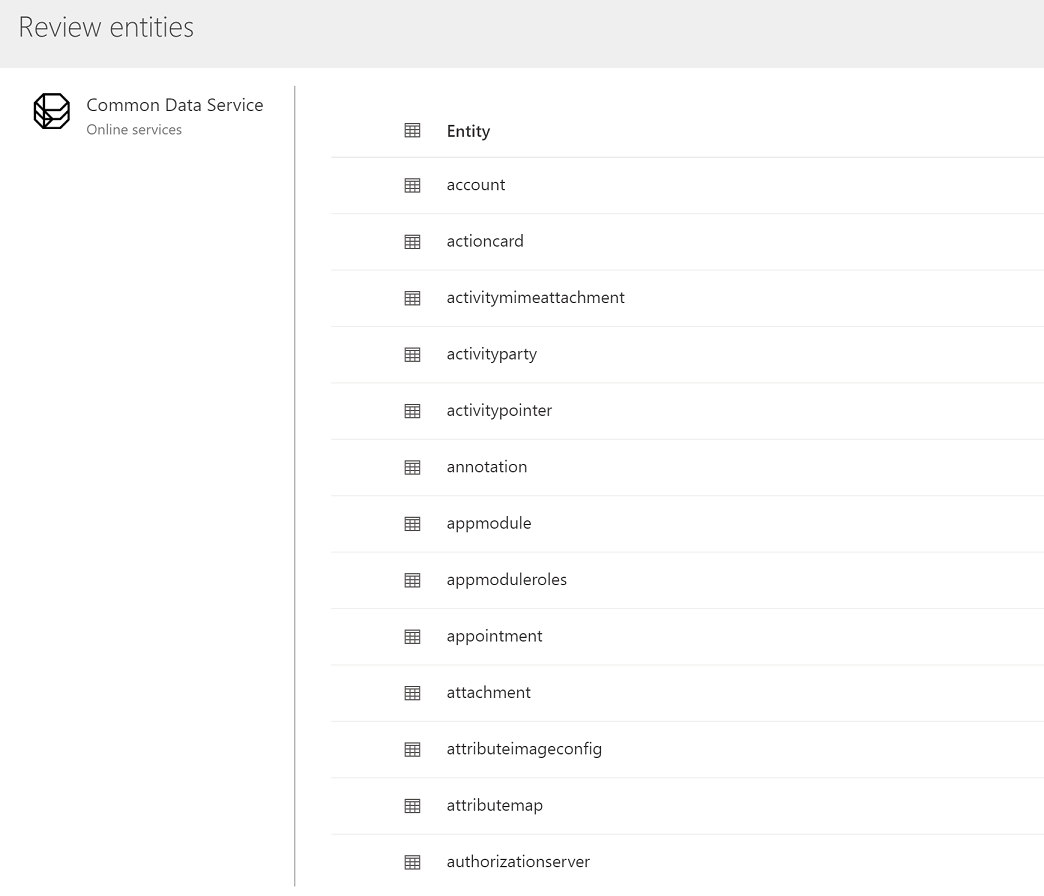 Review entities
Common Data Service
Online services
Entity
account
actioncard
activitymimeattachment
activityparty
activitypointer
annotation
appmodule
appmoduleroles
appointment
attachment
attributeimageconfig
attributemap
authorizationserver